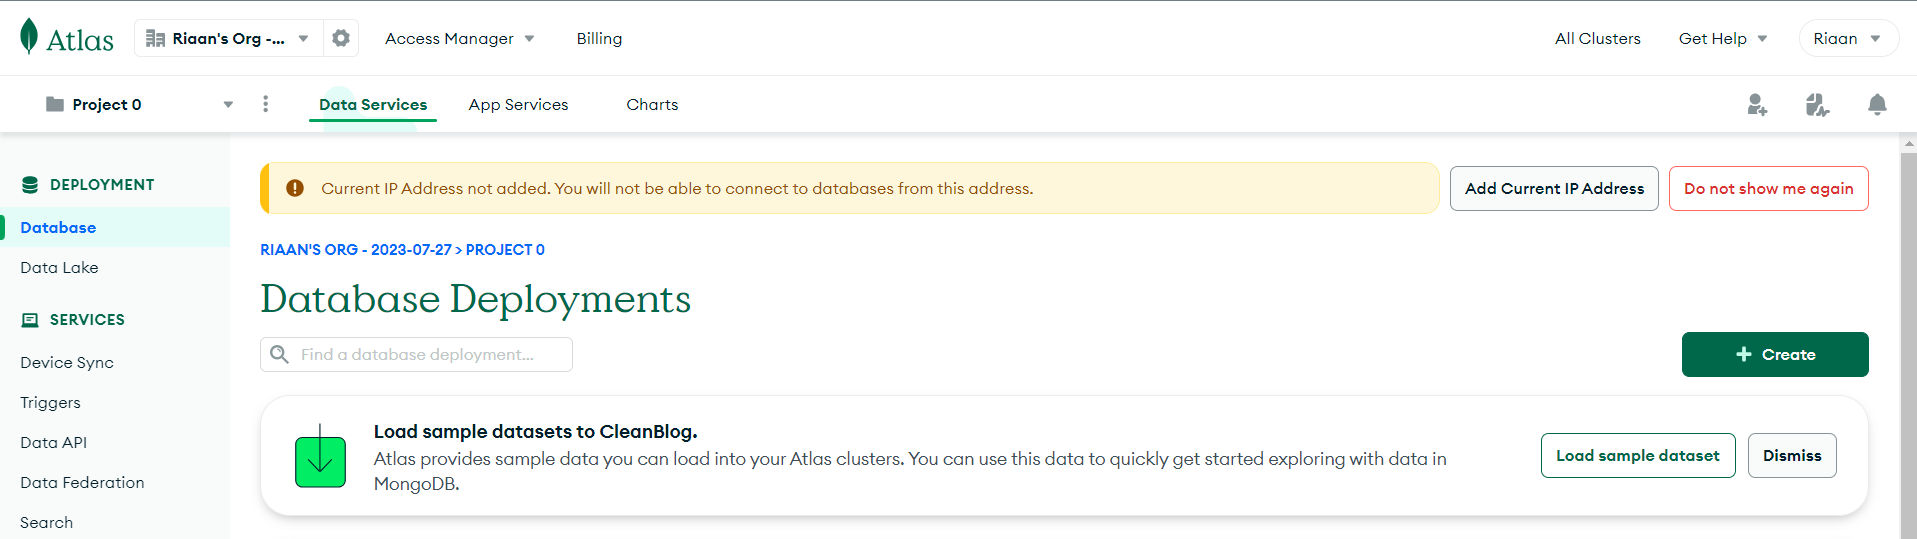 Atlas
Riaan's Org -...
Access Manager
Billing
All Clusters
Get Help
Riaan
Project 0
Data Services
App Services
Charts
DEPLOYMENT
Database
Data Lake
SERVICES
Device Sync
Triggers
Data API
Data Federation
Search
Current IP Address not added. You will not be able to connect to databases from this address.
Add Current IP Address
Do not show me again
RIAAN'S ORG - 2023-07-27 > PROJECT 0
Database Deployments
Find a database deployment...
+ Create
Load sample datasets to CleanBlog.
Atlas provides sample data you can load into your Atlas clusters. You can use this data to quickly get started exploring with data in
MongoDB.
Load sample dataset
Dismiss